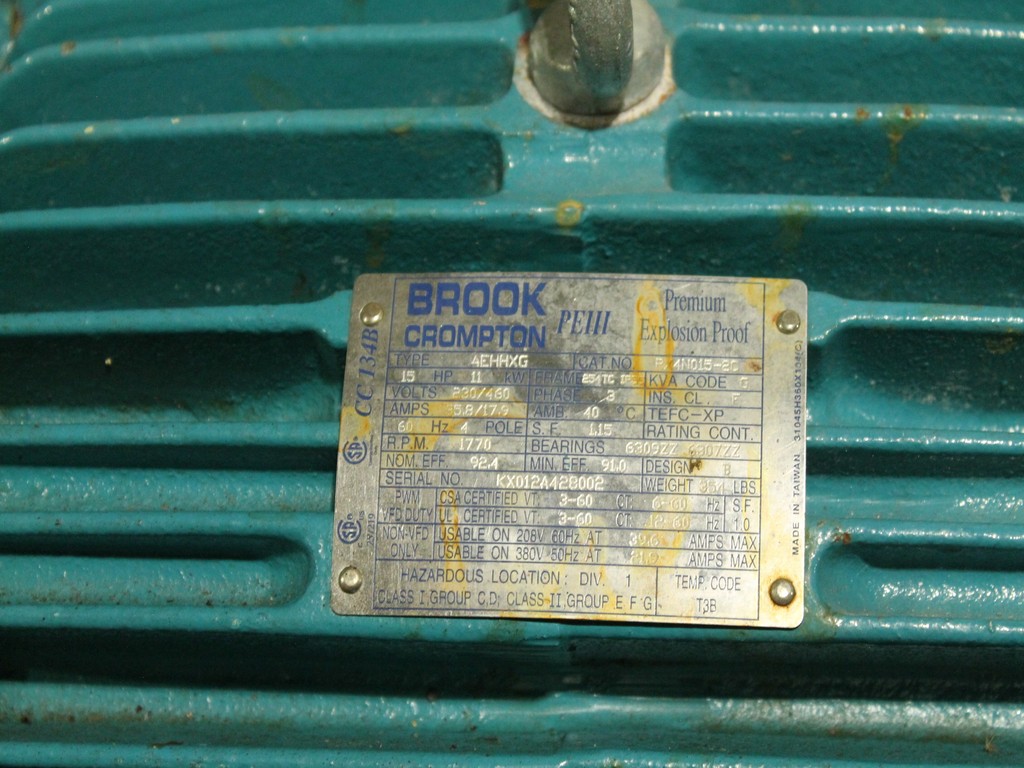 BROOK
CROMPTON
PEIII
Premium
Explosion Proof
TYPE 4EHHXG CAT.NO.
15 HP 11 kW FRAME KVA CODE G
VOLTS 230/460 PHASE 3 INS. CL. F
AMPS AMB. 40 °C TEFC-XP
60 Hz 4 POLE S.F. 1.15 RATING CONT.
R.P.M. 1770 BEARINGS 6309ZZ 6307ZZ
NOM. EFF 92.4 MIN. EFF. 91.0 DESIGN B
SERIAL NO. KX012A428002 WEIGHT LBS
PWM CSA CERTIFIED VT. 3-60 CT. Hz S.F.
VFD DUTY UL CERTIFIED VT. 3-60 CT. Hz 1.0
NON-VFD USABLE ON 208V 60Hz AT AMPS MAX
ONLY USABLE ON 380V 50Hz AT AMPS MAX
HAZARDOUS LOCATION: DIV. 1 TEMP. CODE
CLASS I GROUP C.D; CLASS II GROUP E F G T3B
CC 134B
MADE IN TAIWAN